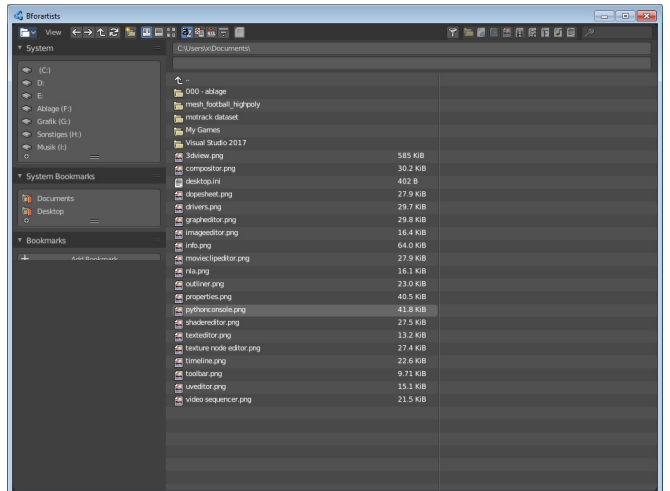 Bforartists
View
System
C:\Users\x\Documents\
(C:)
D:
E:
Ablage (F:)
Grafik (G:)
Sonstiges (H:)
Musik (I:)
System Bookmarks
Documents
Desktop
Bookmarks
Add Bookmark
..
000 - ablage
mesh_football_highpoly
motrack dataset
My Games
Visual Studio 2017
3dview.png 585 KiB
compositor.png 30.2 KiB
desktop.ini 402 B
dopesheet.png 27.9 KiB
drivers.png 29.7 KiB
grapheditor.png 29.8 KiB
imageeditor.png 16.4 KiB
info.png 64.0 KiB
movieclipeditor.png 27.9 KiB
nla.png 16.1 KiB
outliner.png 23.0 KiB
properties.png 40.5 KiB
pythonconsole.png 41.8 KiB
shadereditor.png 27.5 KiB
texteditor.png 13.2 KiB
texture node editor.png 27.4 KiB
timeline.png 22.6 KiB
toolbar.png 9.71 KiB
uveditor.png 15.1 KiB
video sequencer.png 21.5 KiB